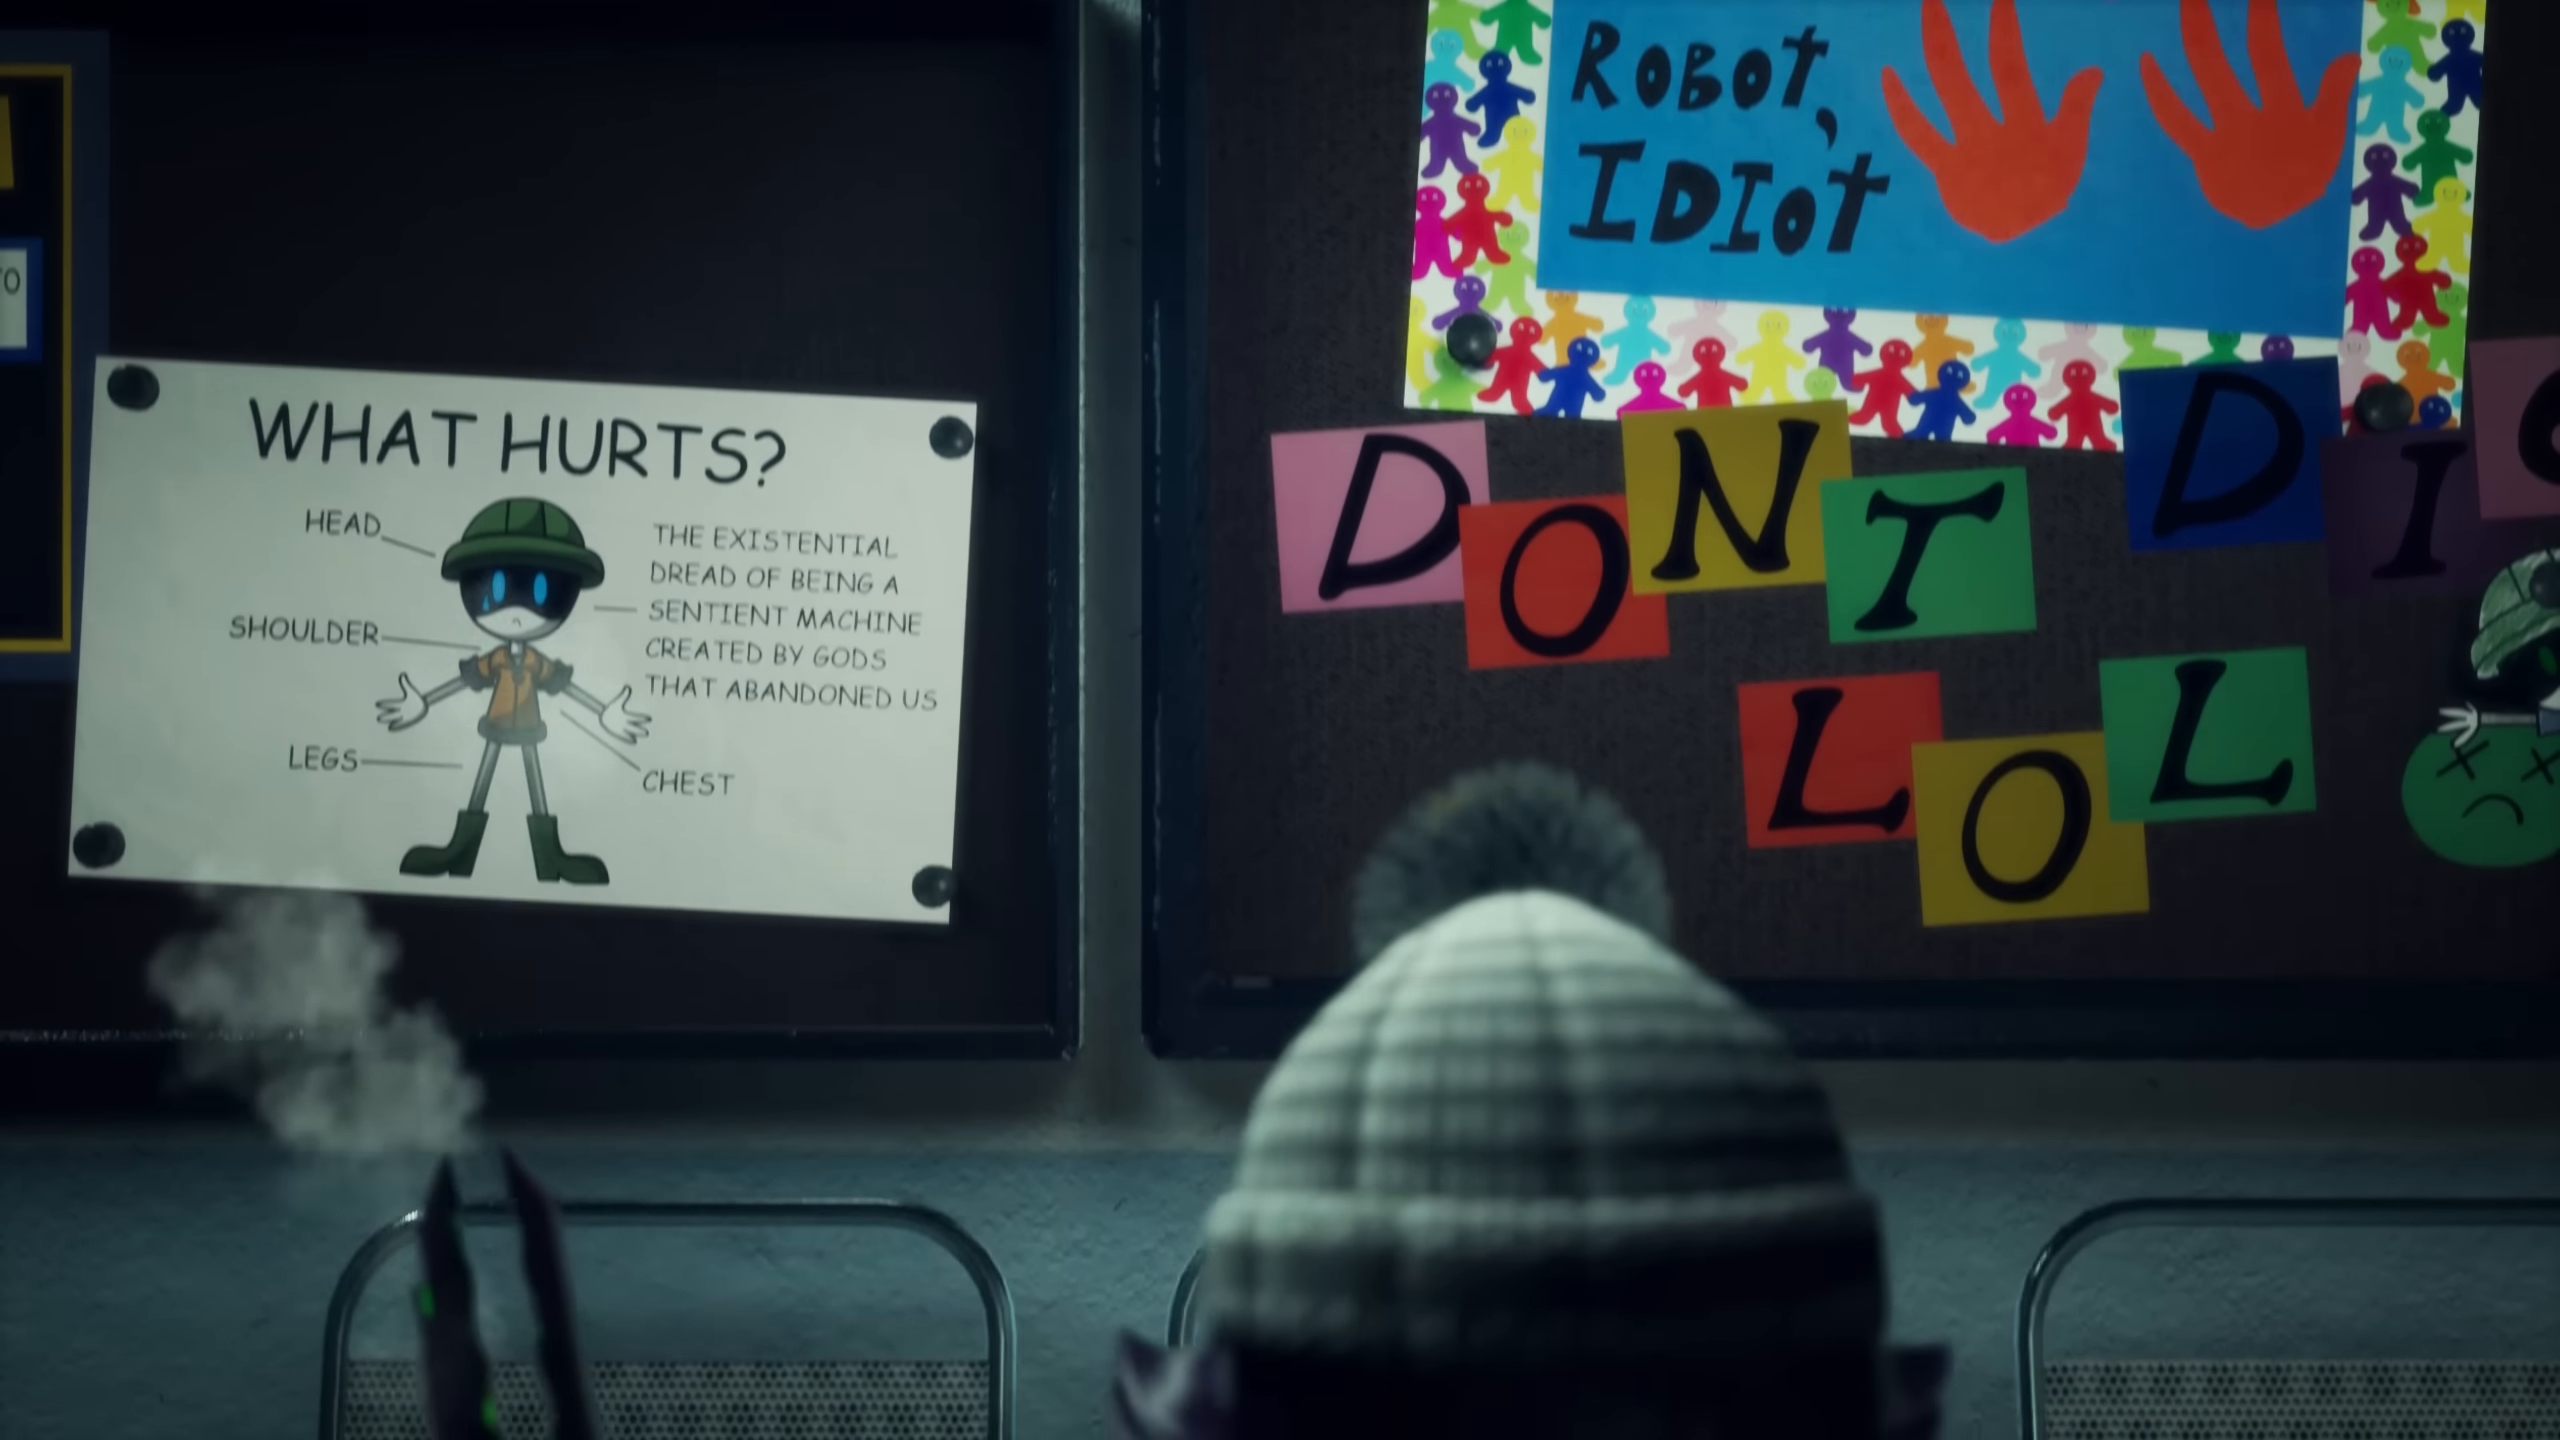 WHAT HURTS?
HEAD
THE EXISTENTIAL
DREAD OF BEING A
SENTIENT MACHINE
CREATED BY GODS
THAT ABANDONED US
SHOULDER
LEGS
CHEST
ROBOT,
IDIOT
DONT DI
LOL